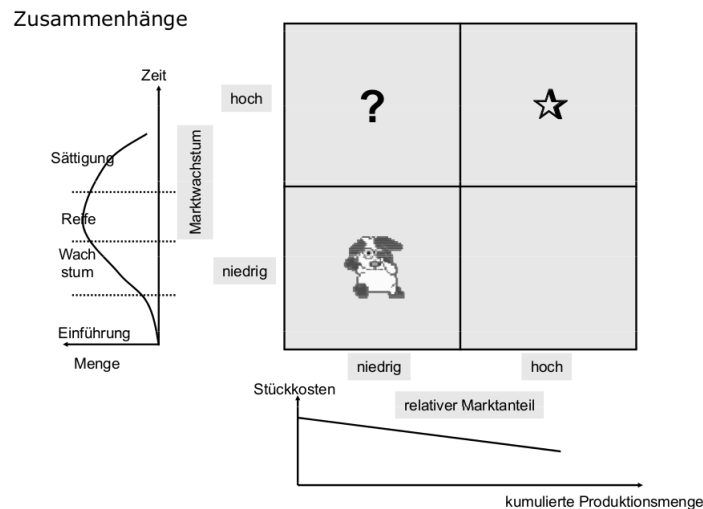 Zusammenhänge
Zeit
Sättigung
Reife
Wach
stum
Einführung
Menge
Marktwachstum
hoch
niedrig
?
niedrig
hoch
relativer Marktanteil
Stückkosten
kumulierte Produktionsmenge